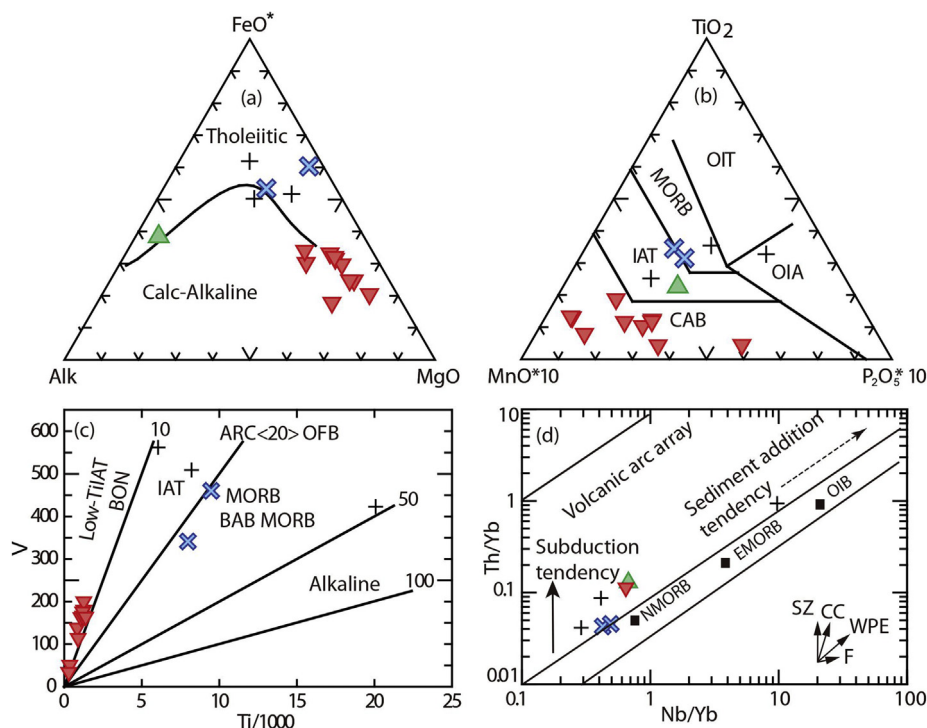 FeO*
(a)
Tholeiitic
Calc-Alkaline
Alk
MgO
TiO2
(b)
OIT
MORB
IAT
OIA
CAB
MnO*10
P2O5* 10
(c)
600
500
400
350
200
100
0
V
Low-TiIAT
BON
10
IAT
ARC<20> OFB
MORB
BAB MORB
50
Alkaline
100
0
5
10
15
20
25
Ti/1000
(d)
10
1
0.1
0.01
Th/Yb
Volcanic arc array
Sediment addition
tendency
Subduction
tendency
NMORB
EMORB
OIB
SZ
CC
WPE
F
0.1
1
10
100
Nb/Yb